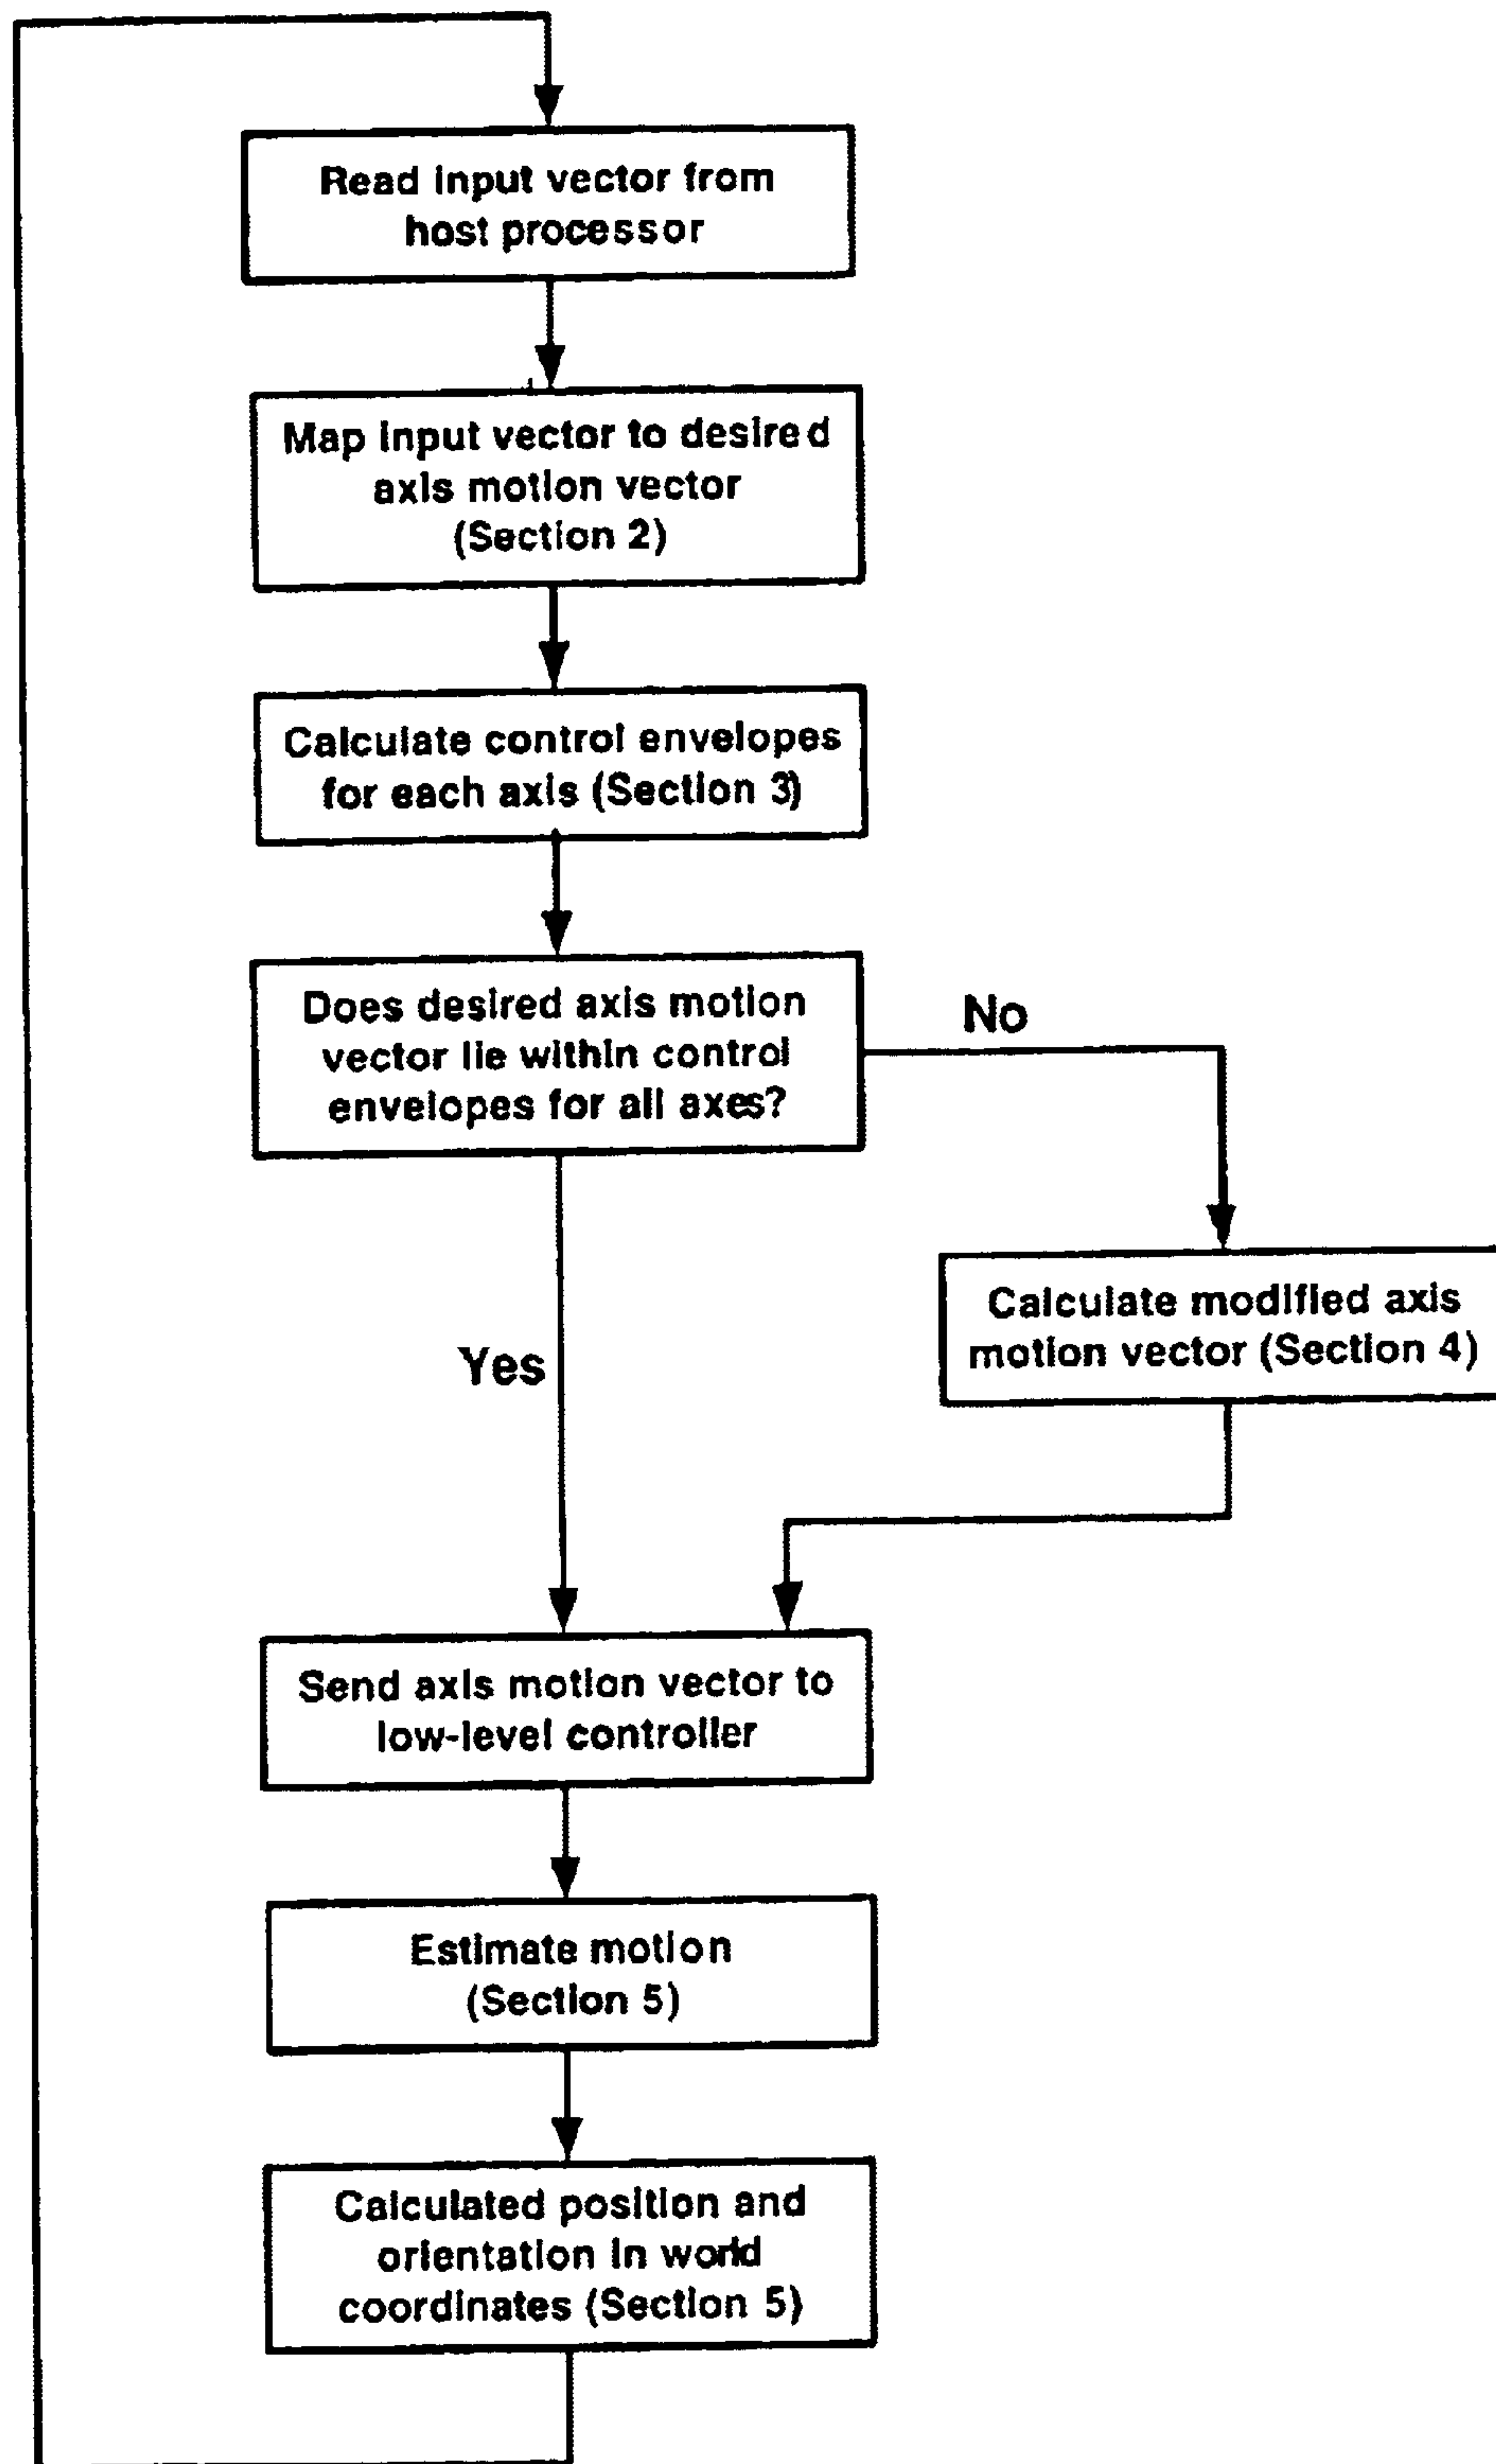 Read input vector from
host processor
Map input vector to desired
axis motion vector
(Section 2)
Calculate control envelopes
for each axis (Section 3)
Does desired axis motion
vector lie within control
envelopes for all axes?
No
Yes
Calculate modified axis
motion vector (Section 4)
Send axis motion vector to
low-level controller
Estimate motion
(Section 5)
Calculated position and
orientation in world
coordinates (Section 5)